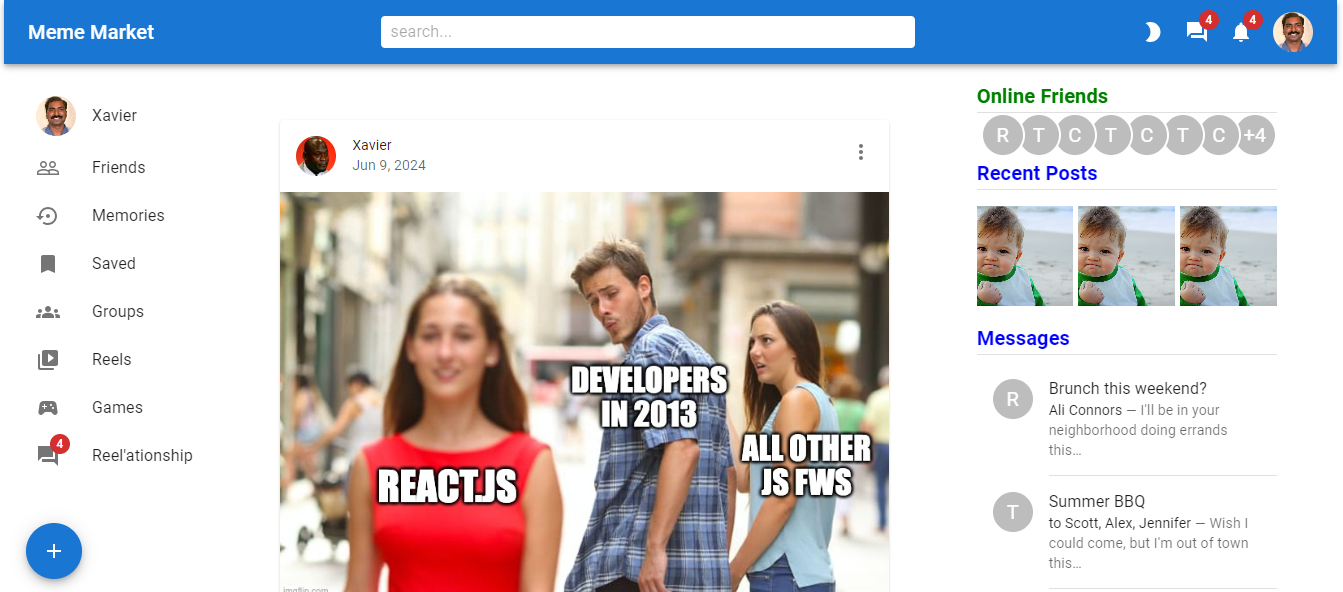 Meme Market
search...
4
4
Xavier
Friends
Memories
Saved
Groups
Reels
Games
4
Reel'ationship
+
Xavier
Jun 9, 2024
DEVELOPERS
IN 2013
ALL OTHER
JS FWS
REACT.JS
imgflip.com
Online Friends
R T C T C T C +4
Recent Posts
Messages
R
Brunch this weekend?
Ali Connors — I'll be in your
neighborhood doing errands
this…
T
Summer BBQ
to Scott, Alex, Jennifer — Wish I
could come, but I'm out of town
this…